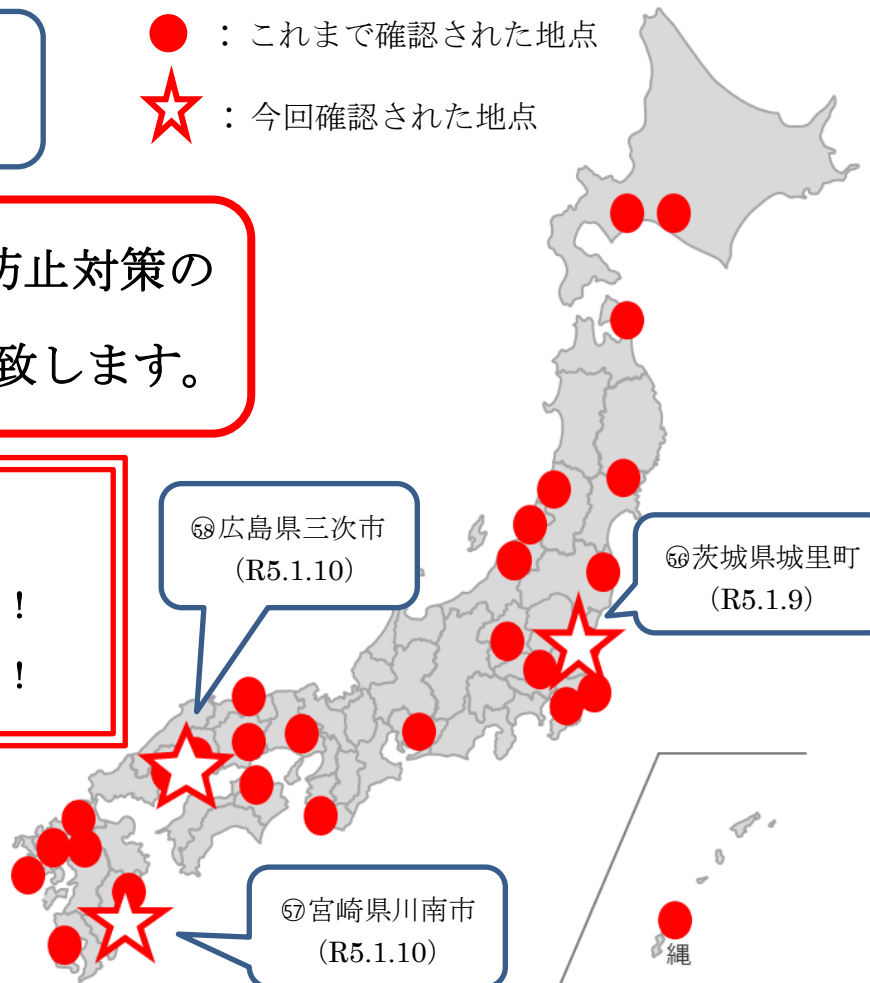 ：これまで確認された地点
：今回確認された地点
防止対策の
致します。
！
！
㊽広島県三次市
(R5.1.10)
㊻茨城県城里町
(R5.1.9)
㊼宮崎県川南市
(R5.1.10)
縄